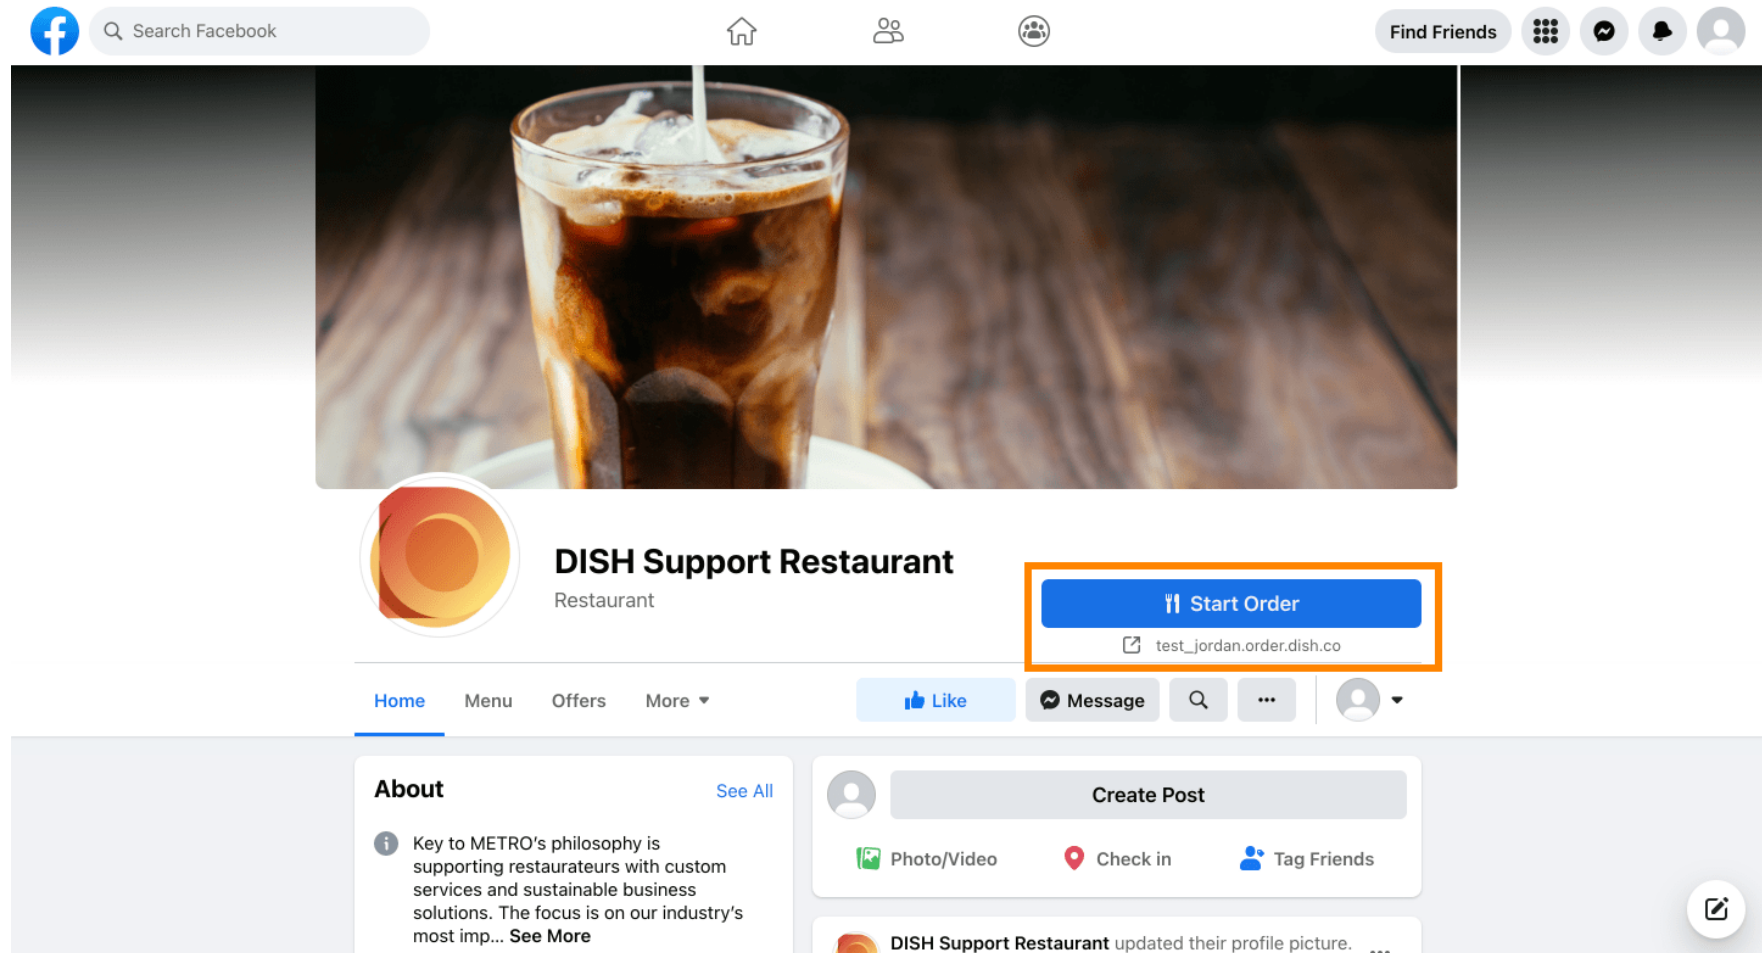 Search Facebook
Find Friends
DISH Support Restaurant
Restaurant
Start Order
test_jordan.order.dish.co
Home
Menu
Offers
More
Like
Message
About
See All
Key to METRO's philosophy is
supporting restaurateurs with custom
services and sustainable business
solutions. The focus is on our industry's
most imp... See More
Create Post
Photo/Video
Check in
Tag Friends
DISH Support Restaurant updated their profile picture.